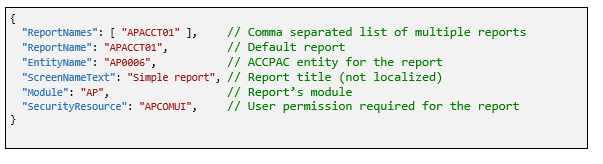 {
"ReportNames": [ "APACCT01" ], // Comma separated list of multiple reports
"ReportName": "APACCT01", // Default report
"EntityName": "AP0006", // ACCPAC entity for the report
"ScreenNameText": "Simple report", // Report title (not localized)
"Module": "AP", // Report’s module
"SecurityResource": "APCOMUI", // User permission required for the report
}